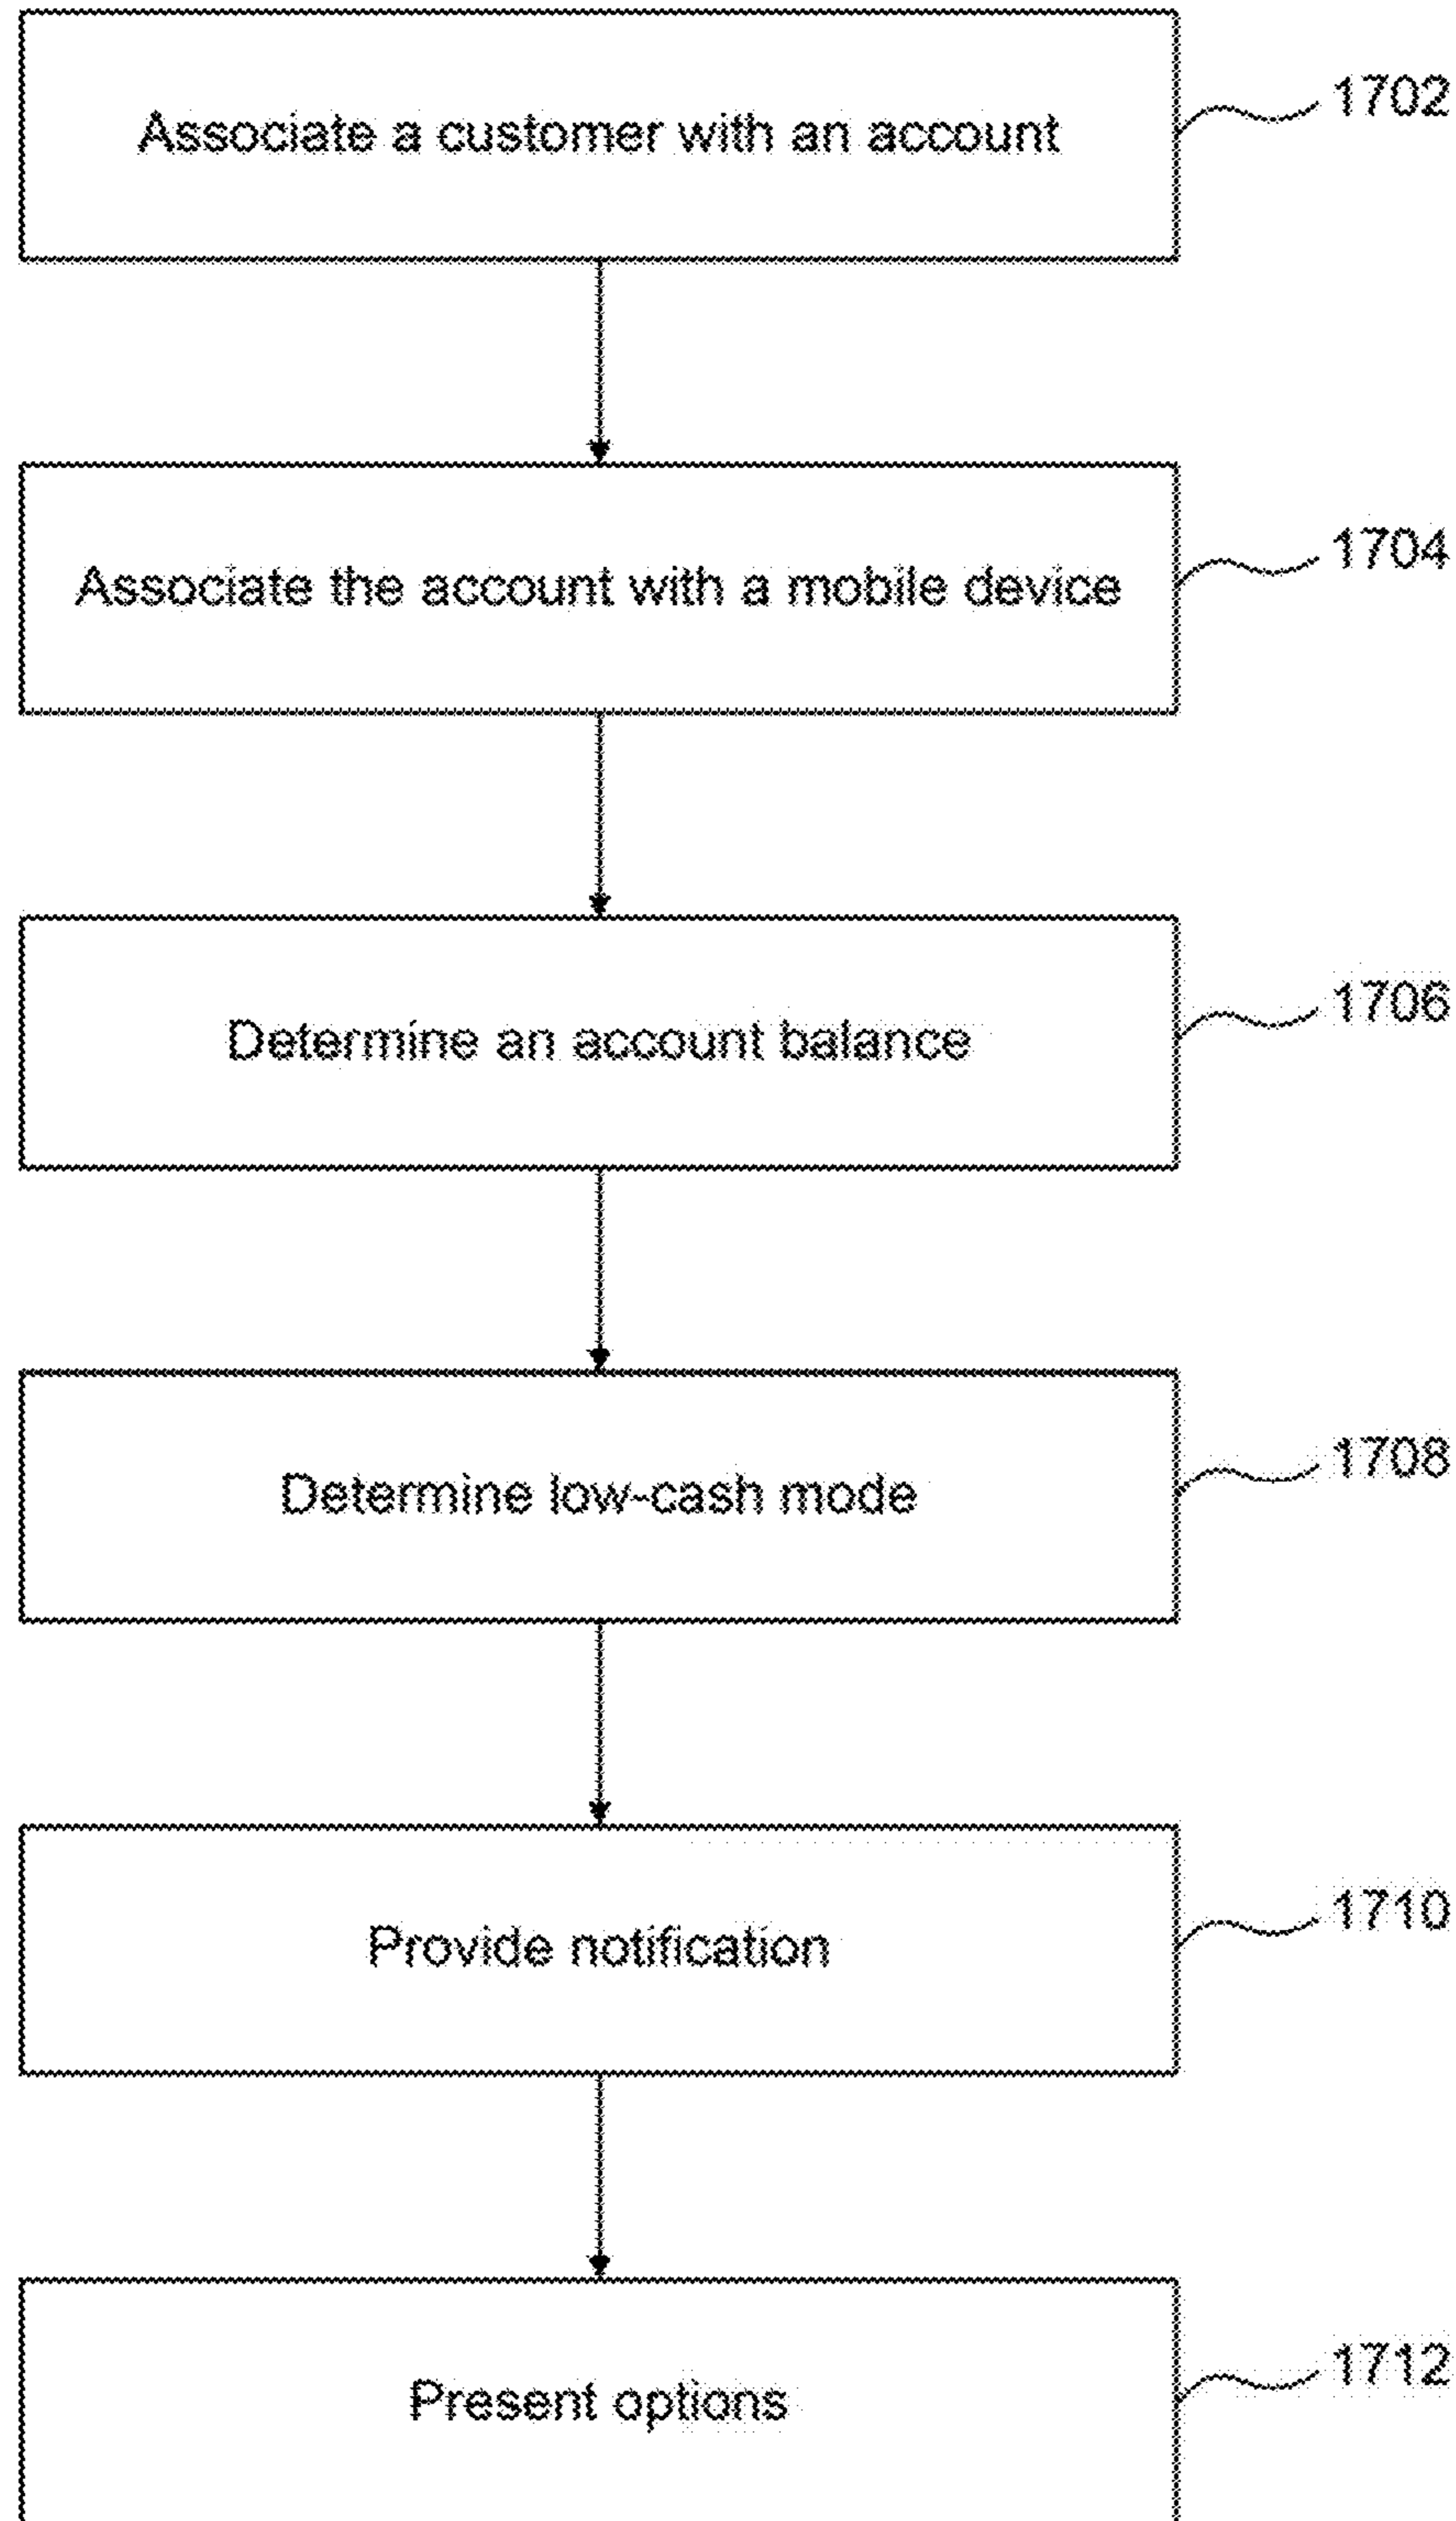 Associate a customer with an account
1702
Associate the account with a mobile device
1704
Determine an account balance
1706
Determine low-cash mode
1708
Provide notification
1710
Present options
1712